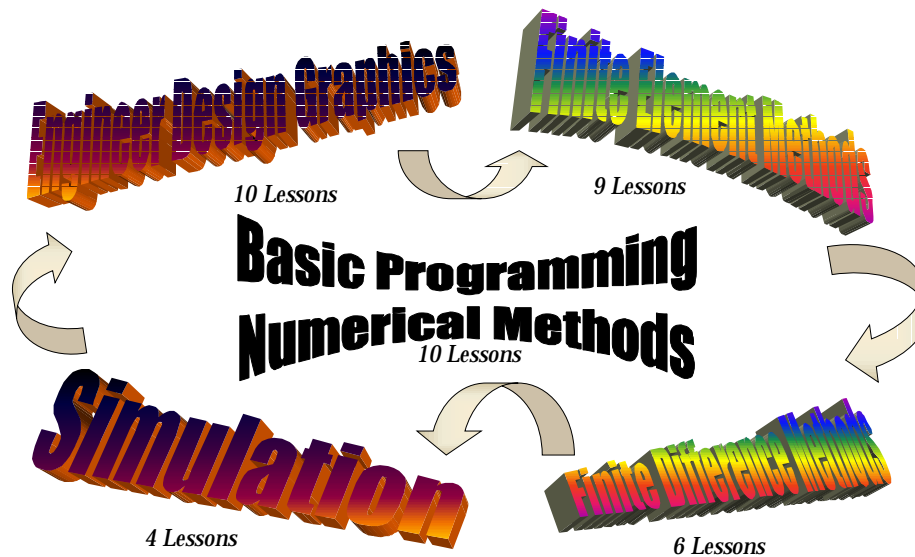 Engineer Design Graphics
10 Lessons
Finite Element Methods
9 Lessons
Basic Programming
Numerical Methods
10 Lessons
Simulation
4 Lessons
Finite Difference Methods
6 Lessons